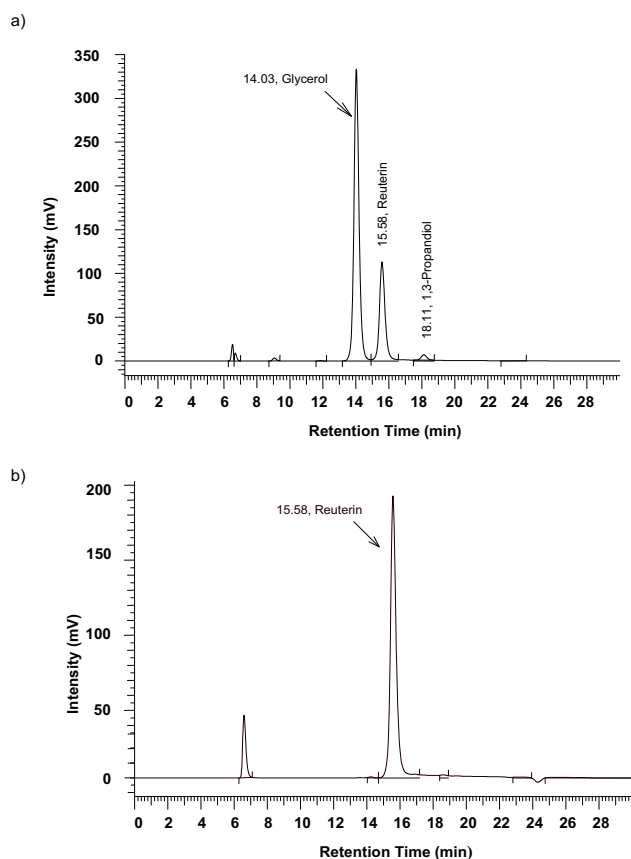 a)
350
14.03, Glycerol
300
250
15.58, Reuterin
18.11, 1,3-Propandiol
200
Intensity (mV)
150
100
50
0
0 2 4 6 8 10 12 14 16 18 20 22 24 26 28
Retention Time (min)
b)
200
15.58, Reuterin
150
Intensity (mV)
100
50
0
0 2 4 6 8 10 12 14 16 18 20 22 24 26 28
Retention Time (min)